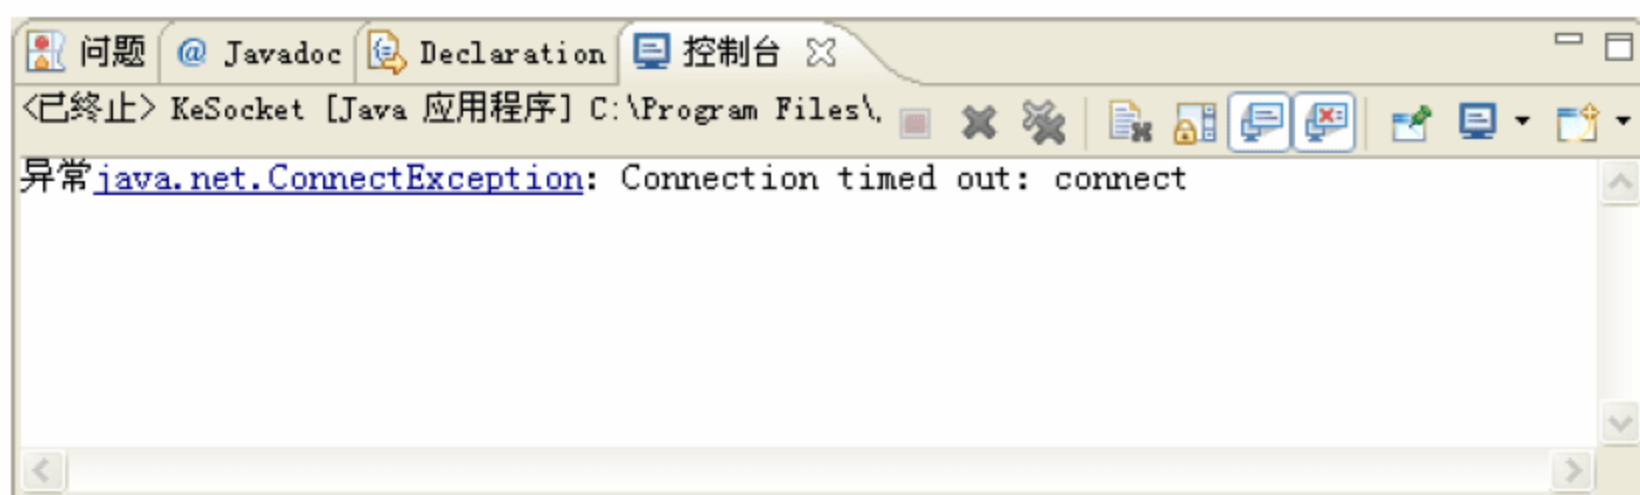 问题 @ Javadoc Declaration 控制台
<已终止> KeSocket [Java 应用程序] C:\Program Files\.
异常java.net.ConnectException: Connection timed out: connect